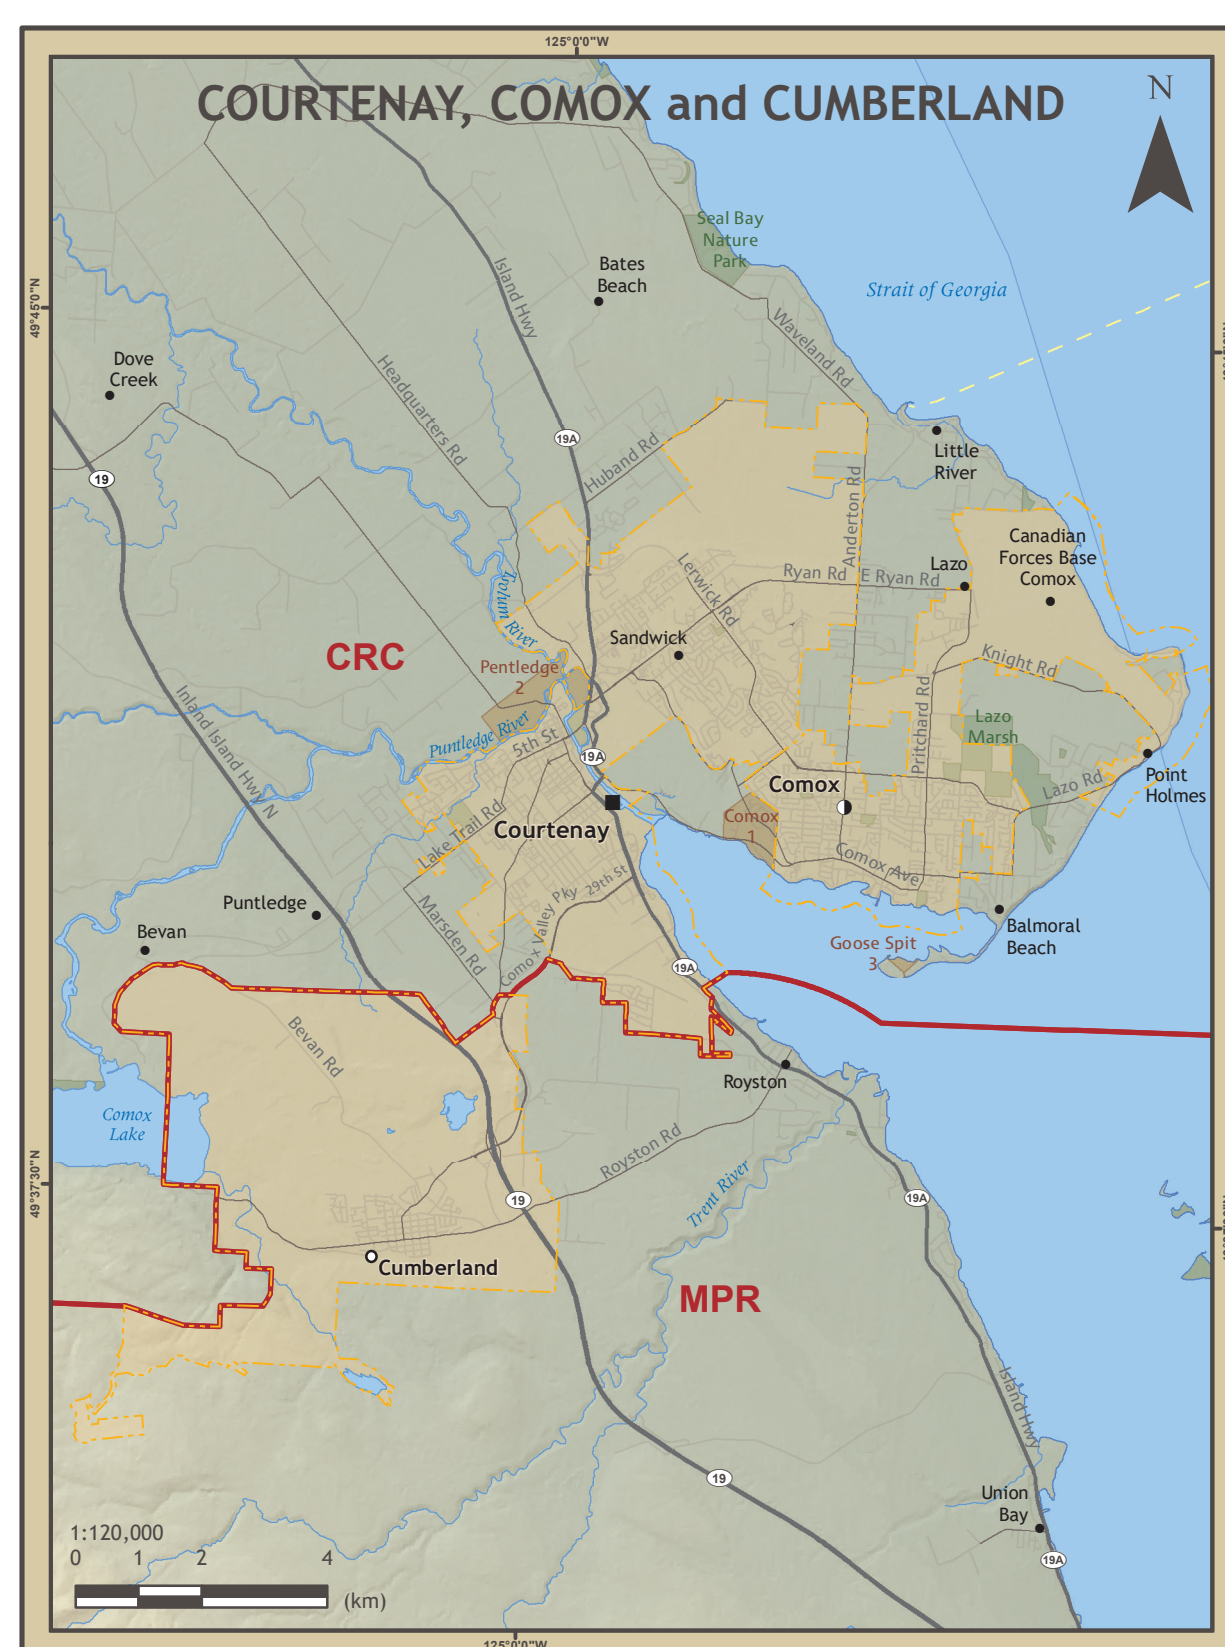 125°0'0"W
COURTENAY, COMOX and CUMBERLAND
N
Seal Bay
Nature
Park
Bates
Beach
Strait of Georgia
49°45'0"N
Island Hwy
Waveland Rd
Dove
Creek
Headquarters Rd
19A
Huband Rd
Little
River
19
Anderton Rd
Canadian
Forces Base
Comox
Lazo
Ryan Rd
E Ryan Rd
Lerwick Rd
Tsolum River
Sandwick
CRC
Pentledge
2
Knight Rd
Inland Island Hwy N
Pritchard Rd
Lazo
Marsh
Puntledge River
5th St
19A
Point
Holmes
Comox
Lazo Rd
Courtenay
Comox
1
Lake Trail Rd
Comox Ave
29th St
Comox Valley Pky
Marsden Rd
Puntledge
Bevan
Balmoral
Beach
Goose Spit
3
19A
Bevan Rd
Royston
Comox
Lake
Royston Rd
Trent River
49°37'30"N
19
19A
Cumberland
MPR
Island Hwy
19
Union
Bay
1:120,000
0 1 2 4
(km)
19A
125°0'0"W